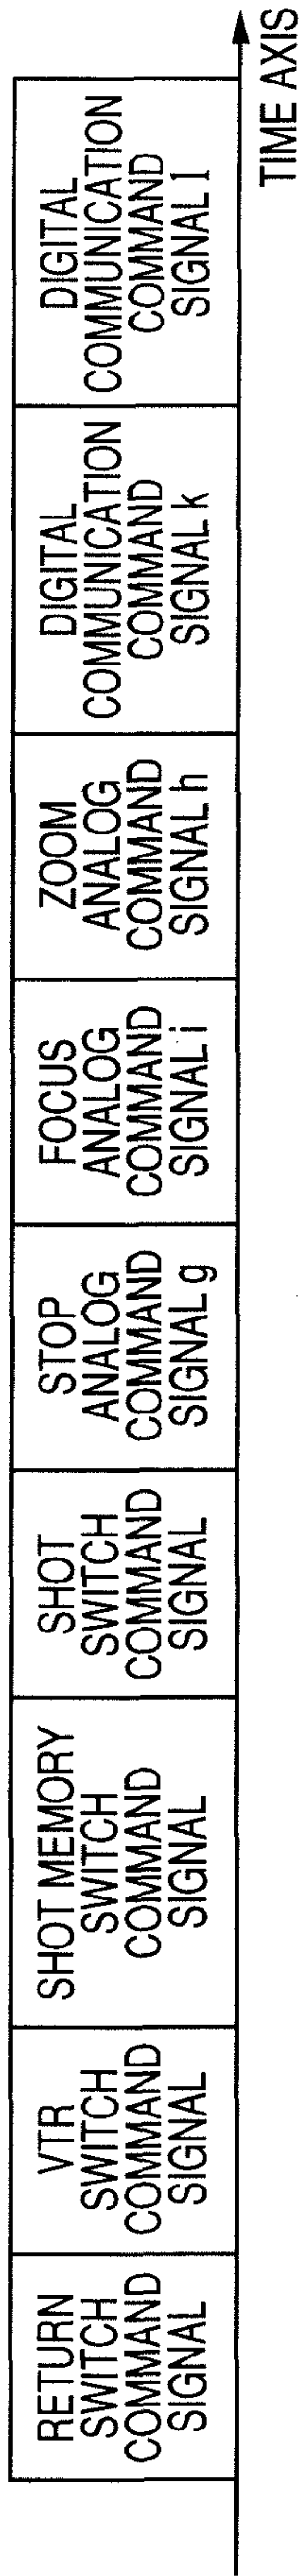 RETURN
SWITCH
COMMAND
SIGNAL
VTR
SWITCH
COMMAND
SIGNAL
SHOT MEMORY
SWITCH
COMMAND
SIGNAL
SHOT
SWITCH
COMMAND
SIGNAL
STOP
ANALOG
COMMAND
SIGNAL g
FOCUS
ANALOG
COMMAND
SIGNAL i
ZOOM
ANALOG
COMMAND
SIGNAL h
DIGITAL
COMMUNICATION
COMMAND
SIGNAL k
DIGITAL
COMMUNICATION
COMMAND
SIGNAL l
TIME AXIS